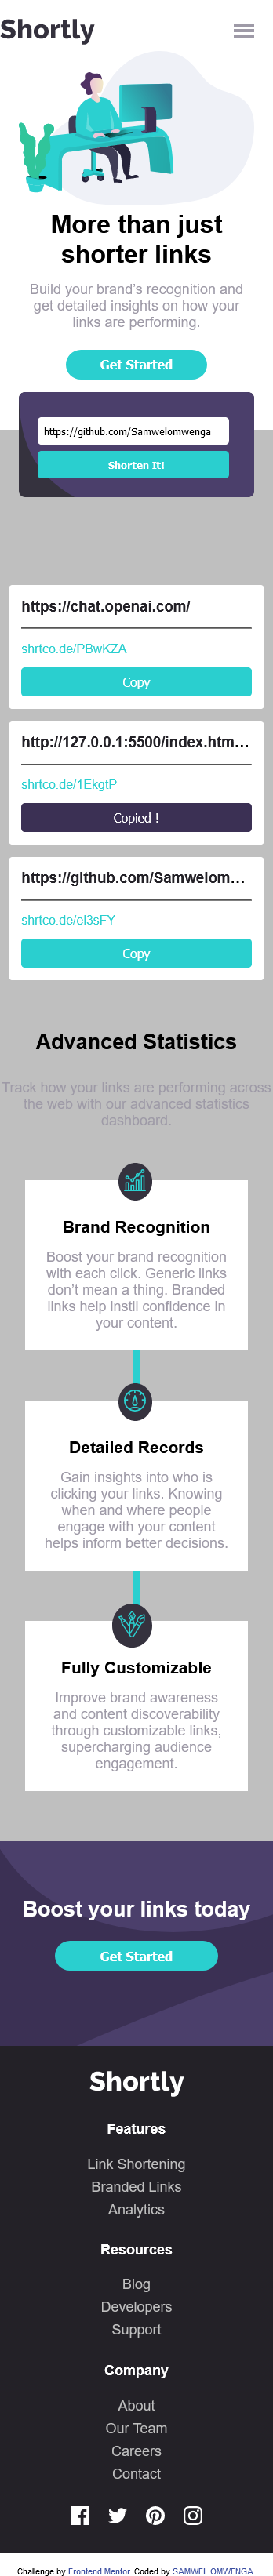 Shortly
More than just
shorter links
Build your brand’s recognition and
get detailed insights on how your
links are performing.
Get Started
https://github.com/Samwelomwenga
Shorten It!
https://chat.openai.com/
shrtco.de/PBwKZA
Copy
http://127.0.0.1:5500/index.htm...
shrtco.de/1EkgtP
Copied !
https://github.com/Samwelom...
shrtco.de/el3sFY
Copy
Advanced Statistics
Track how your links are performing across
the web with our advanced statistics
dashboard.
Brand Recognition
Boost your brand recognition
with each click. Generic links
don’t mean a thing. Branded
links help instil confidence in
your content.
Detailed Records
Gain insights into who is
clicking your links. Knowing
when and where people
engage with your content
helps inform better decisions.
Fully Customizable
Improve brand awareness
and content discoverability
through customizable links,
supercharging audience
engagement.
Boost your links today
Get Started
Shortly
Features
Link Shortening
Branded Links
Analytics
Resources
Blog
Developers
Support
Company
About
Our Team
Careers
Contact
Challenge by Frontend Mentor. Coded by SAMWEL OMWENGA.